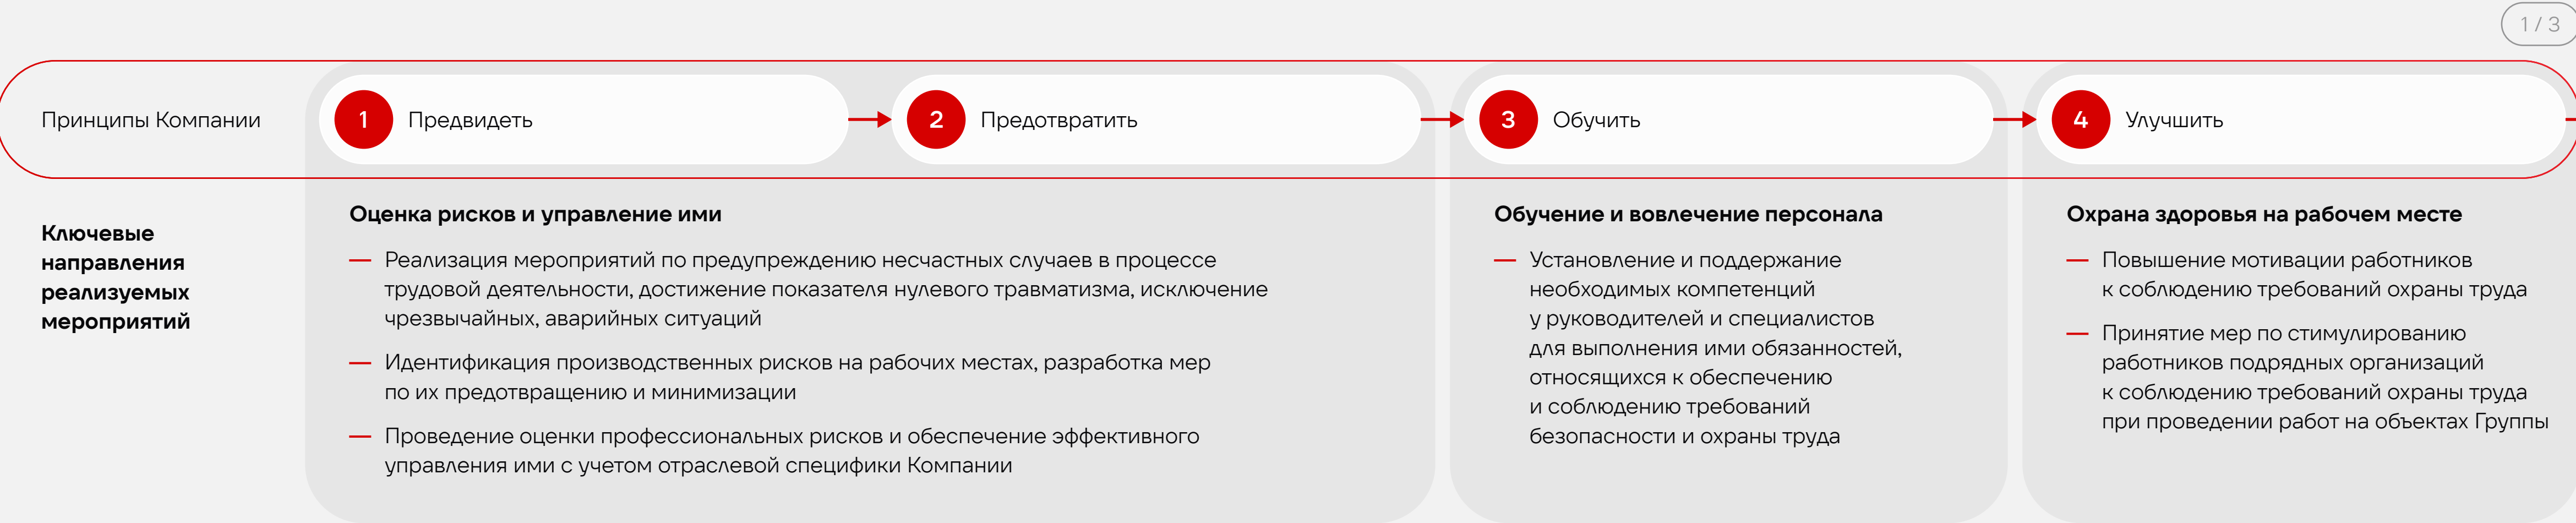 1 / 3
Принципы Компании
1 Предвидеть
2 Предотвратить
3 Обучить
4 Улучшить
Ключевые
направления
реализуемых
мероприятий
Оценка рисков и управление ими
— Реализация мероприятий по предупреждению несчастных случаев в процессе
трудовой деятельности, достижение показателя нулевого травматизма, исключение
чрезвычайных, аварийных ситуаций
— Идентификация производственных рисков на рабочих местах, разработка мер
по их предотвращению и минимизации
— Проведение оценки профессиональных рисков и обеспечение эффективного
управления ими с учетом отраслевой специфики Компании
Обучение и вовлечение персонала
— Установление и поддержание
необходимых компетенций
у руководителей и специалистов
для выполнения ими обязанностей,
относящихся к обеспечению
и соблюдению требований
безопасности и охраны труда
Охрана здоровья на рабочем месте
— Повышение мотивации работников
к соблюдению требований охраны труда
— Принятие мер по стимулированию
работников подрядных организаций
к соблюдению требований охраны труда
при проведении работ на объектах Группы